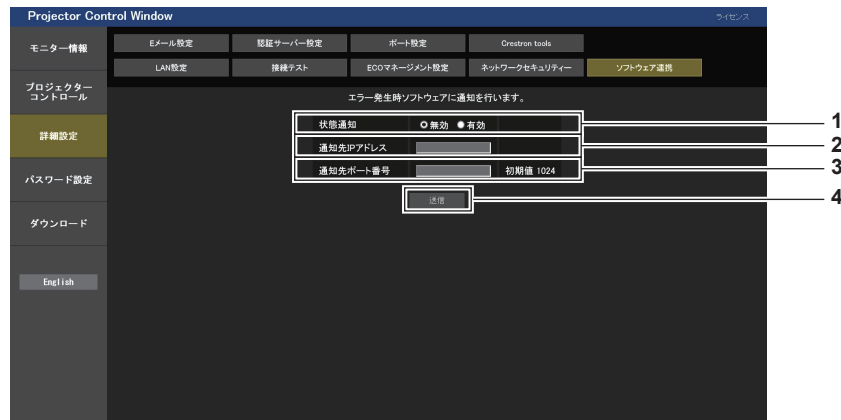 Projector Control Window
ライセンス
モニター情報
プロジェクター
コントロール
詳細設定
パスワード設定
ダウンロード
English
Eメール設定 認証サーバー設定 ポート設定 Crestron tools
LAN設定 接続テスト ECOマネージメント設定 ネットワークセキュリティー ソフトウェア連携
エラー発生時ソフトウェアに通知を行います。
状態通知 無効 有効 1
通知先IPアドレス 2
通知先ポート番号 初期値 1024 3
送信 4